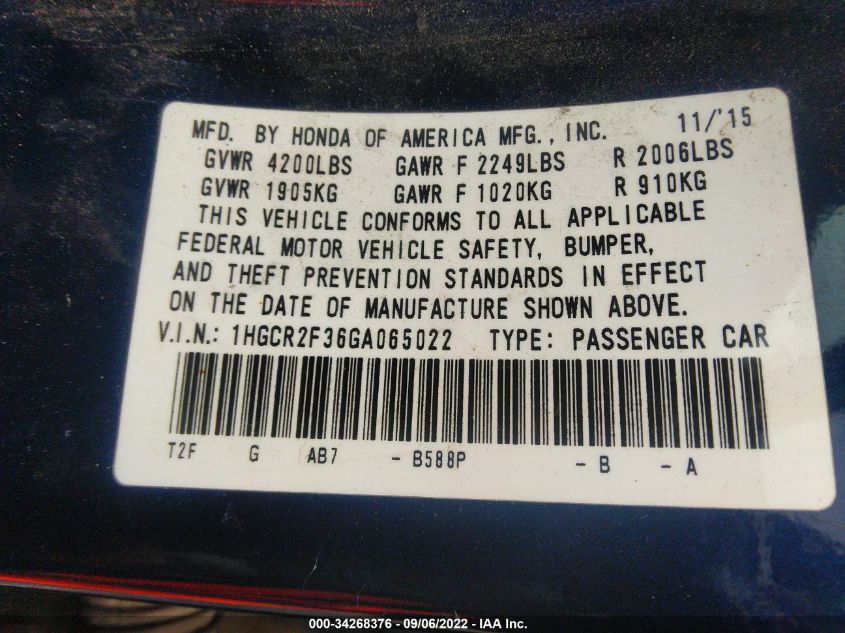 MFD. BY HONDA OF AMERICA MFG., INC. 11/'15
GVWR 4200LBS GAWR F 2249LBS R 2006LBS
GVWR 1905KG GAWR F 1020KG R 910KG
THIS VEHICLE CONFORMS TO ALL APPLICABLE
FEDERAL MOTOR VEHICLE SAFETY, BUMPER,
AND THEFT PREVENTION STANDARDS IN EFFECT
ON THE DATE OF MANUFACTURE SHOWN ABOVE.
V.I.N.: 1HGCR2F36GA065022 TYPE: PASSENGER CAR
T2F G AB7 - B588P - B - A
000-34268376 - 09/06/2022 - IAA Inc.